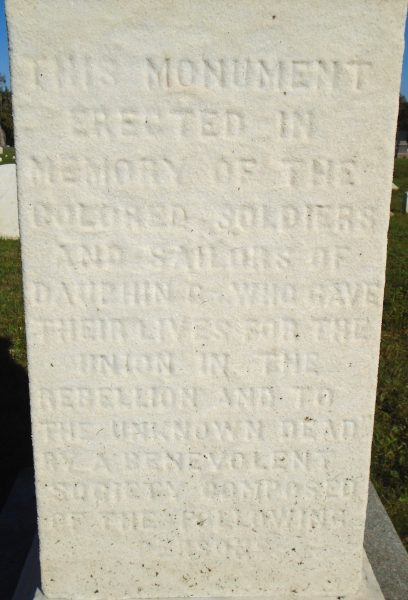 THIS MONUMENT
ERECTED IN
MEMORY OF THE
COLORED SOLDIERS
AND SAILORS OF
DAUPHIN C. WHO GAVE
THEIR LIVES FOR THE
UNION IN THE
REBELLION AND TO
THE UNKNOWN DEAD
BY A BENEVOLENT
SOCIETY COMPOSED
OF THE FOLLOWING
PERSONS